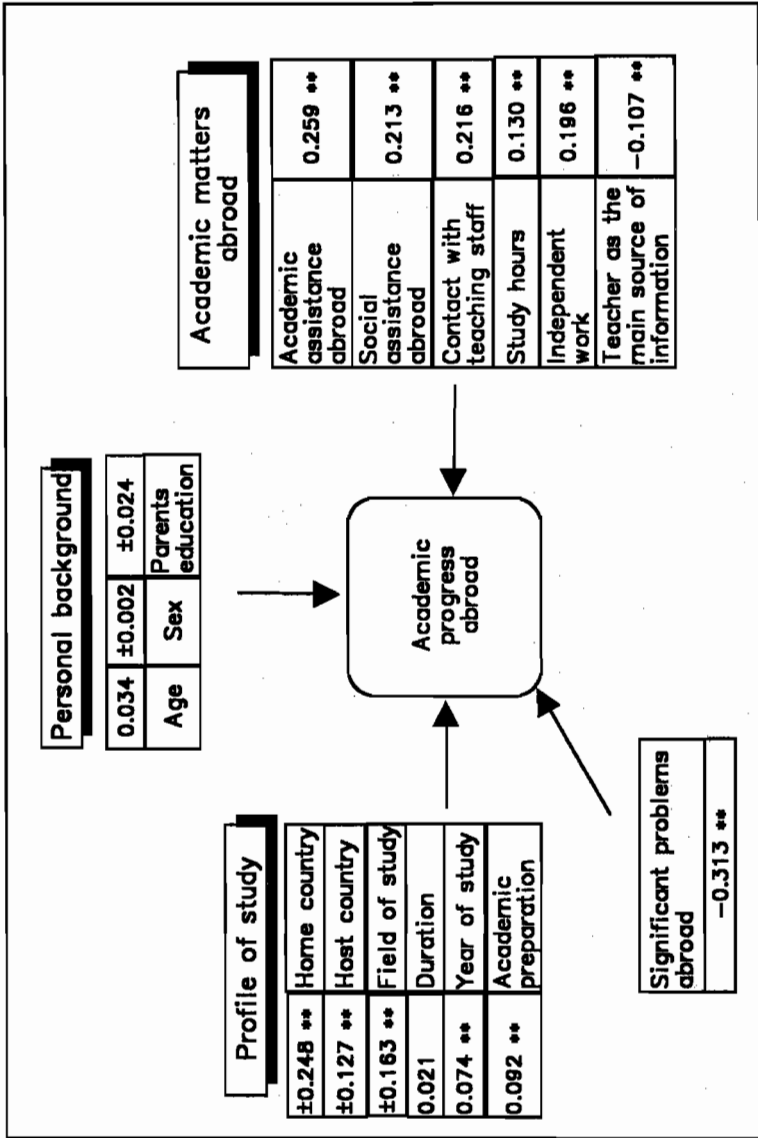 Personal background
0.034 ±0.002 ±0.024
Age Sex Parents
education
Profile of study
±0.248 ** Home country
±0.127 ** Host country
±0.163 ** Field of study
0.021 Duration
0.074 ** Year of study
0.092 ** Academic
preparation
Academic
progress
abroad
Academic matters
abroad
Academic
assistance
abroad
0.259 **
Social
assistance
abroad
0.213 **
Contact with
teaching staff
0.216 **
Study hours 0.130 **
Independent
work
0.196 **
Teacher as the
main source of
information
−0.107 **
Significant problems
abroad
−0.313 **